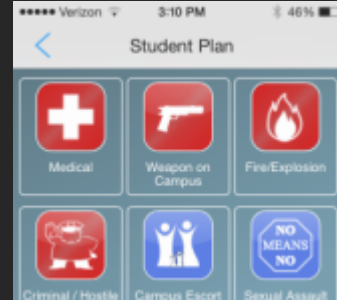 Verizon 3:10 PM 46%
Student Plan
Medical Weapon on Campus Fire/Explosion
NO MEANS NO
Criminal / Hostile Campus Escort Sexual Assault